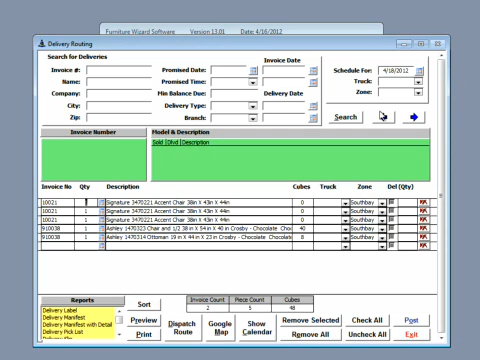 Furniture Wizard Software Version 13.01 Date: 4/16/2012
Delivery Routing
Search for Deliveries
Invoice Date
Invoice #: Promised Date: Schedule For: 4/18/2012
Name: Promised Time: Truck:
Company: Min Balance Due: Delivery Date Zone:
City: Delivery Type:
Zip: Branch: Search
Invoice Number Model & Description
Sold |Dlvd |Description
Invoice No Qty Description Cubes Truck Zone Del (Qty)
10021 1 Signature 3470221 Accent Chair 38in X 43in X 44in 0 Southbay
10021 1 Signature 3470221 Accent Chair 38in X 43in X 44in 0 Southbay
10021 1 Signature 3470221 Accent Chair 38in X 43in X 44in 0 Southbay
910038 1 Ashley 1470323 Chair and 1/2 38 in X 54 in X 40 in Crosby - Chocolate Choc 40 Southbay
910038 1 Ashley 1470314 Ottoman 19 in X 44 in X 23 in Crosby - Chocolate Chocolat 8 Southbay
Reports Sort Invoice Count Piece Count Cubes
2 5 48
Delivery Label
Delivery Manifest
Delivery Manifest with Detail
Delivery Pick List
Preview Dispatch Route Google Map Show Calendar Remove Selected Check All Post
Print Remove All Uncheck All Exit